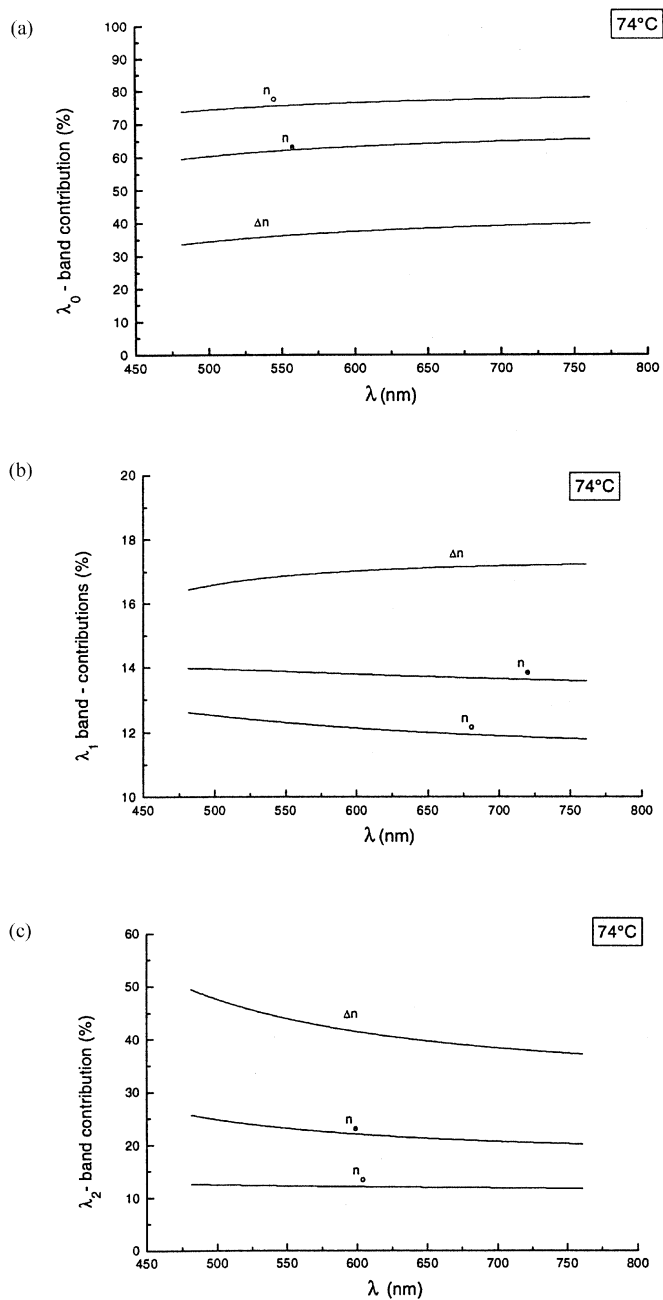 (a)
74°C
λ0 - band contribution (%)
100
90
80
70
60
50
40
30
20
10
0
no
ne
Δn
450 500 550 600 650 700 750 800
λ (nm)
(b)
74°C
λ1 band - contributions (%)
20
18
16
14
12
10
Δn
ne
no
450 500 550 600 650 700 750 800
λ (nm)
(c)
74°C
λ2 - band contribution (%)
60
50
40
30
20
10
0
Δn
ne
no
450 500 550 600 650 700 750 800
λ (nm)